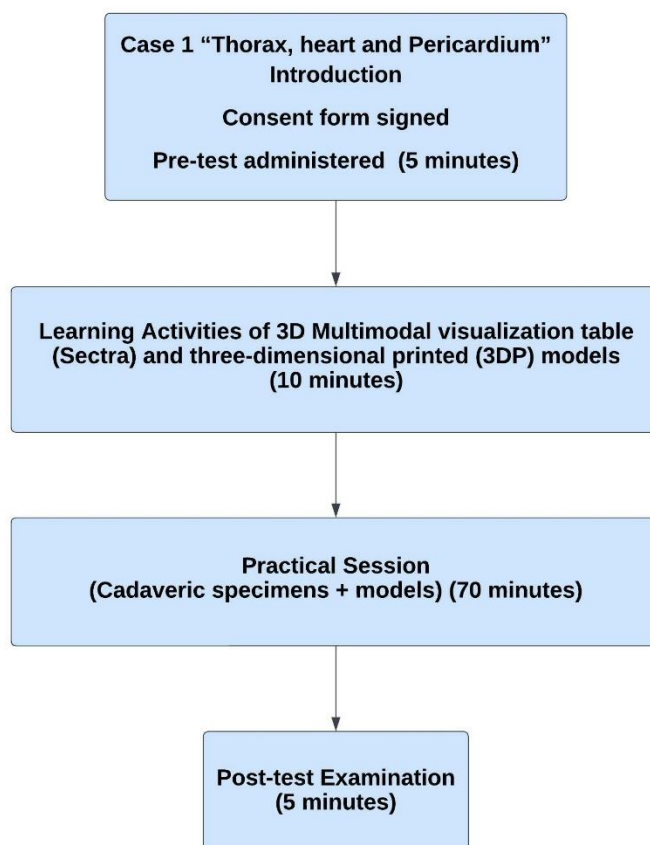 Case 1 “Thorax, heart and Pericardium”
Introduction
Consent form signed
Pre-test administered (5 minutes)
Learning Activities of 3D Multimodal visualization table
(Sectra) and three-dimensional printed (3DP) models
(10 minutes)
Practical Session
(Cadaveric specimens + models) (70 minutes)
Post-test Examination
(5 minutes)